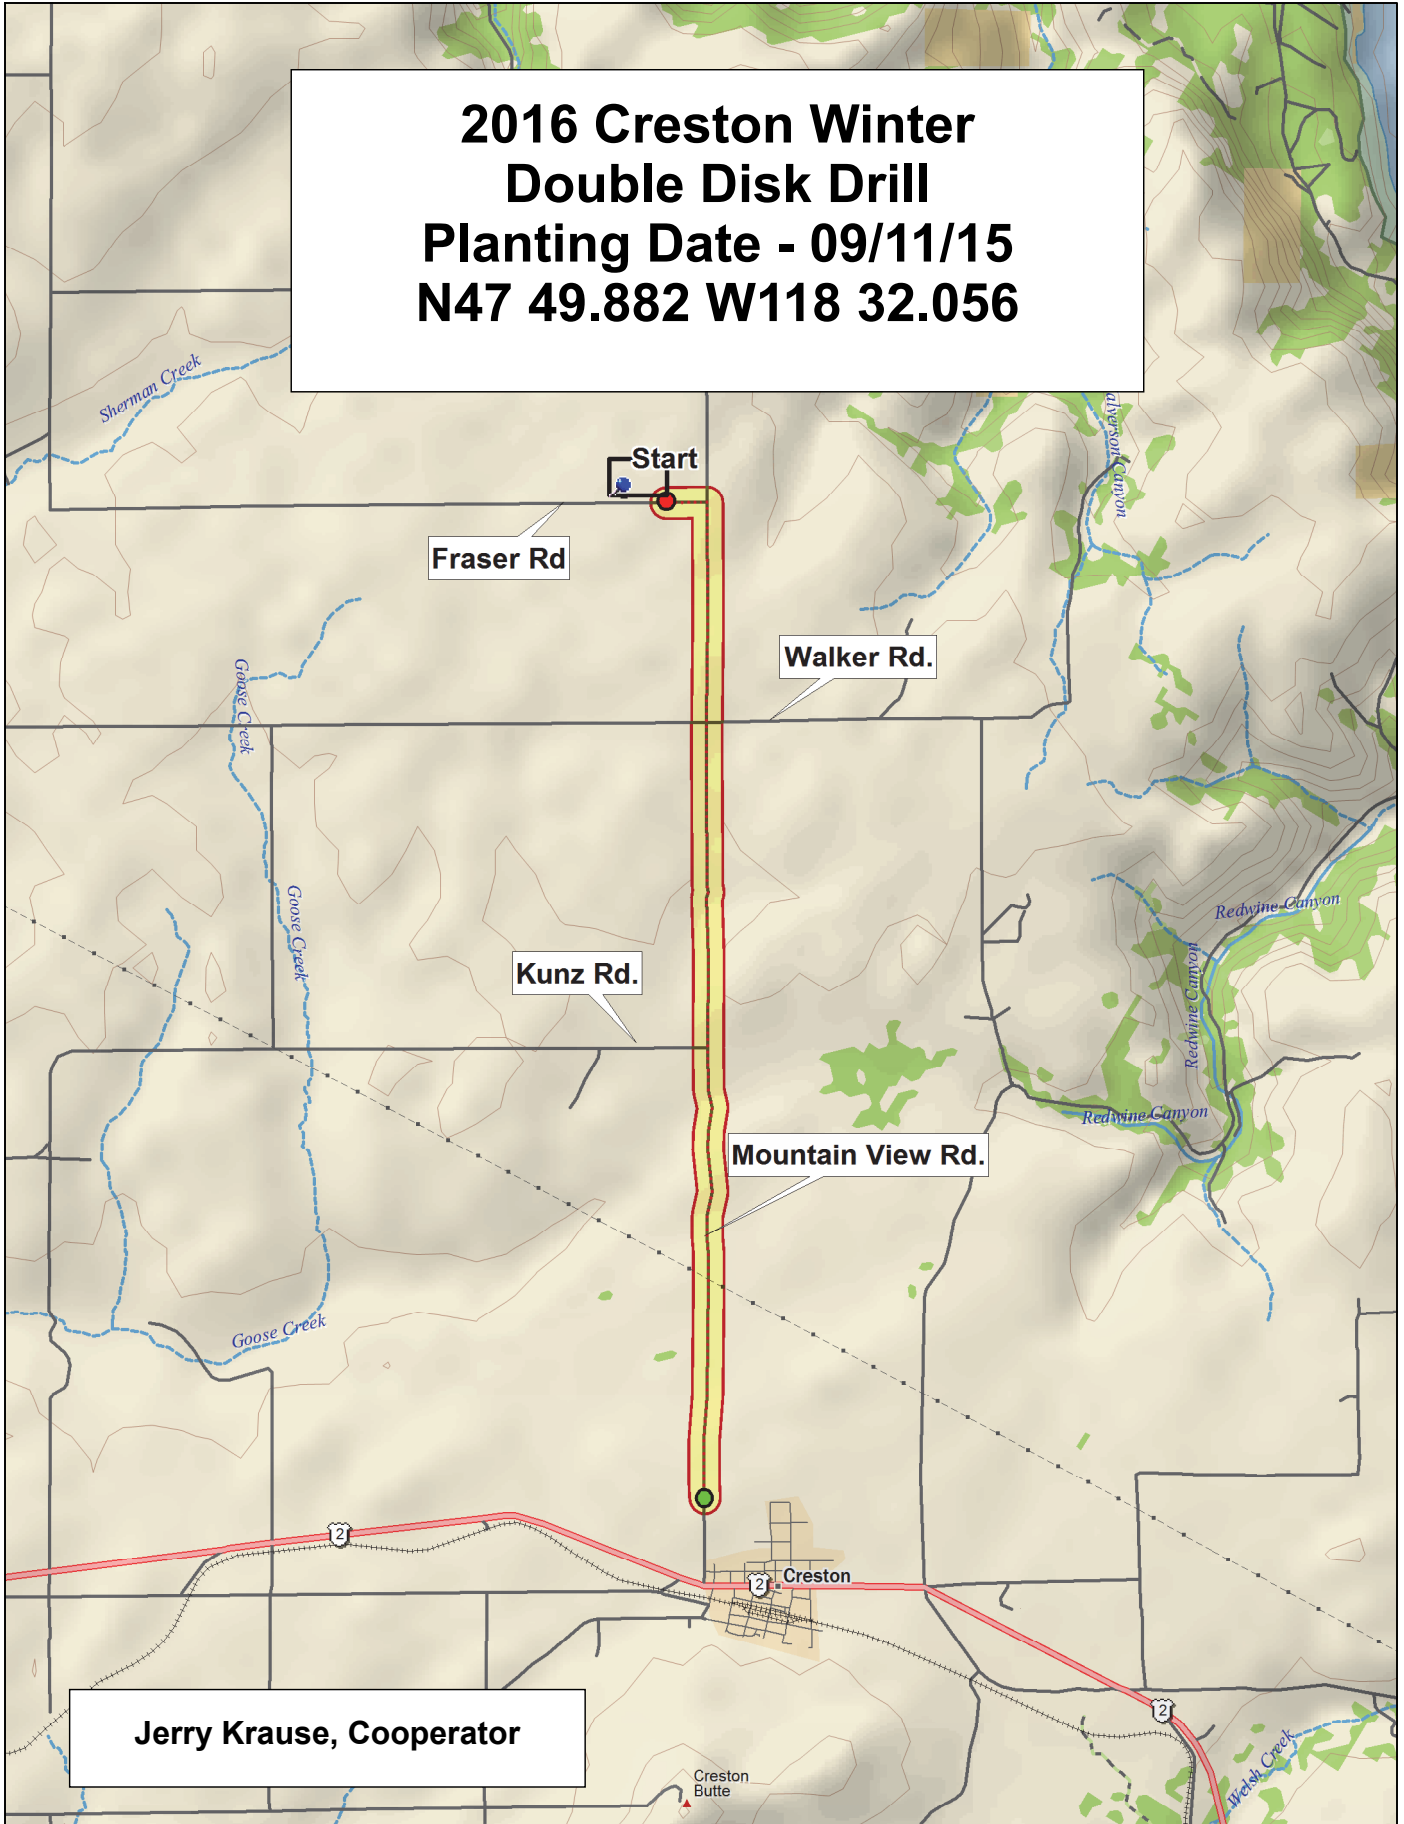 2016 Creston Winter
Double Disk Drill
Planting Date - 09/11/15
N47 49.882 W118 32.056
Sherman Creek
alverson Canyon
Start
Fraser Rd
Walker Rd.
Goose Creek
Goose Creek
Redwine Canyon
Kunz Rd.
Redwine Canyon
Redwine Canyon
Mountain View Rd.
Goose Creek
2
2
Creston
2
Jerry Krause, Cooperator
Welsh Creek
Creston
Butte